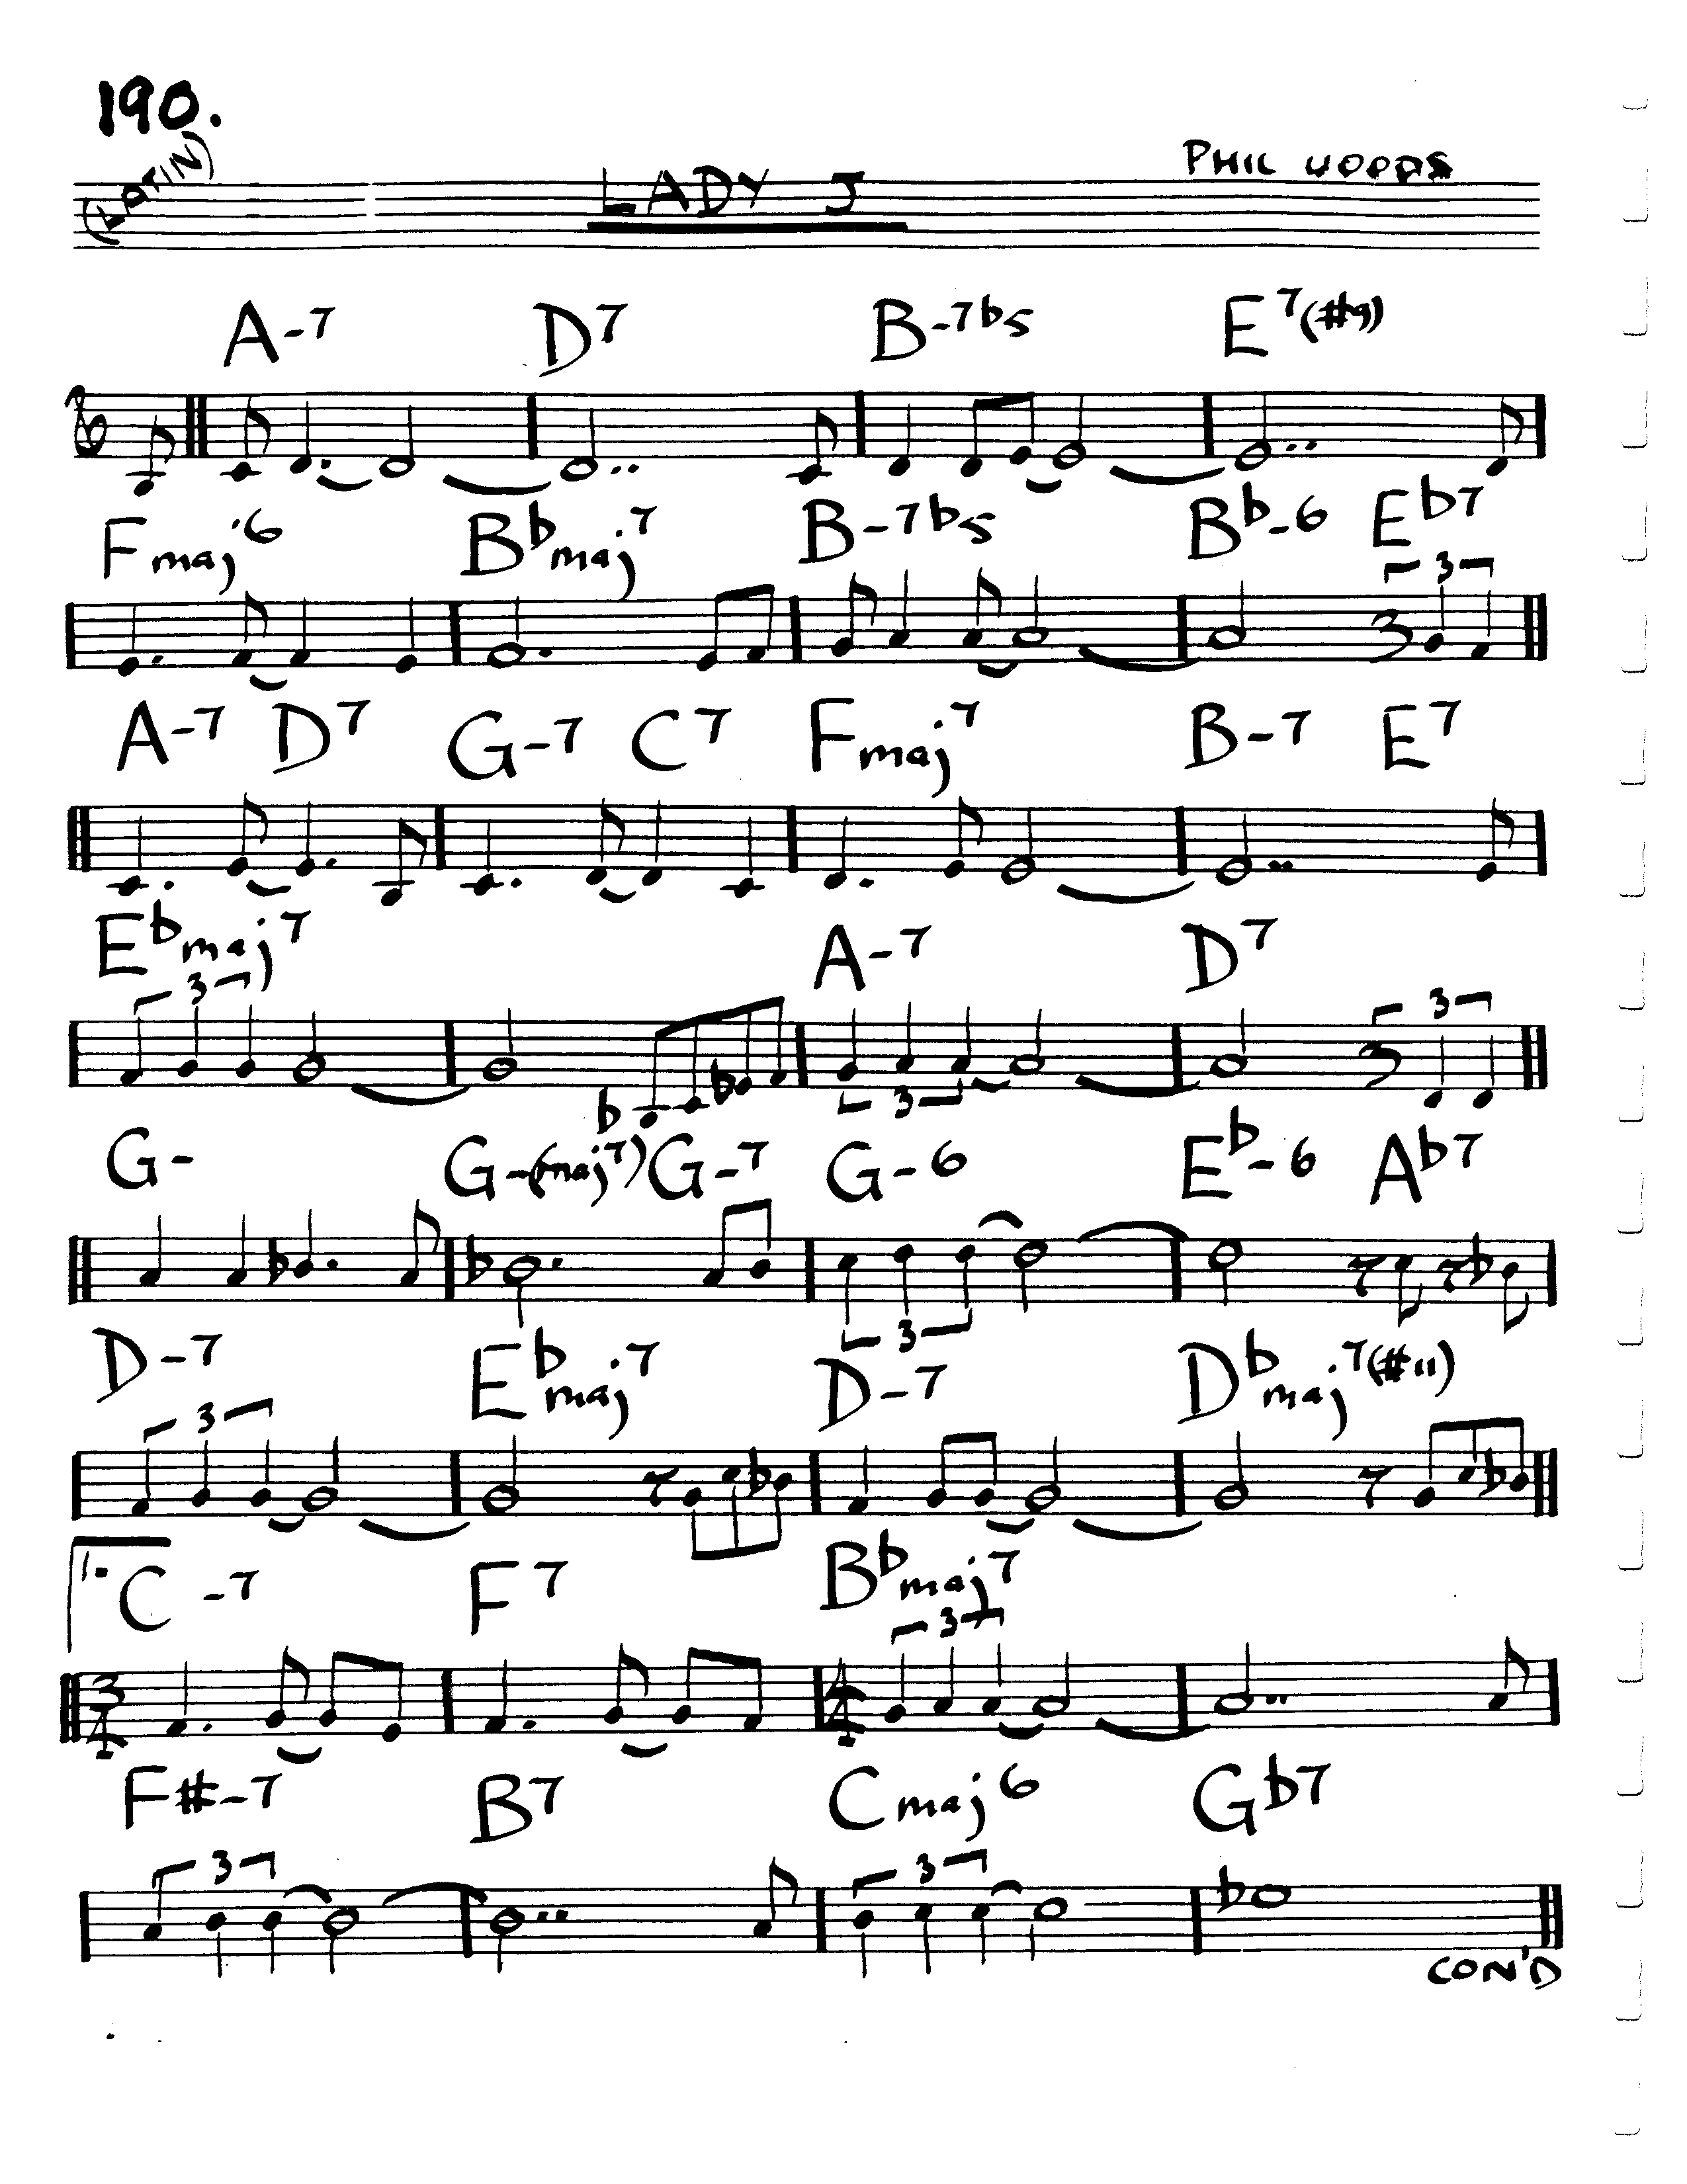 190.
(LATIN)
LADY J
PHIL WOODS
A-7 D7 B-7b5 E7(#9)
Fmaj6 Bbmaj7 B-7b5 Bb-6 Eb7
3
A-7 D7 G-7 C7 Fmaj7 B-7 E7
Ebmaj7 A-7 D7
3 3 3
G- G-(maj7) G-7 G-6 Eb-6 Ab7
3
D-7 Ebmaj7 D-7 Dbmaj7(#11)
3
1. C-7 F7 Bbmaj7
3
3/4 4/4
F#-7 B7 Cmaj6 Gb7
3 3
CON'D